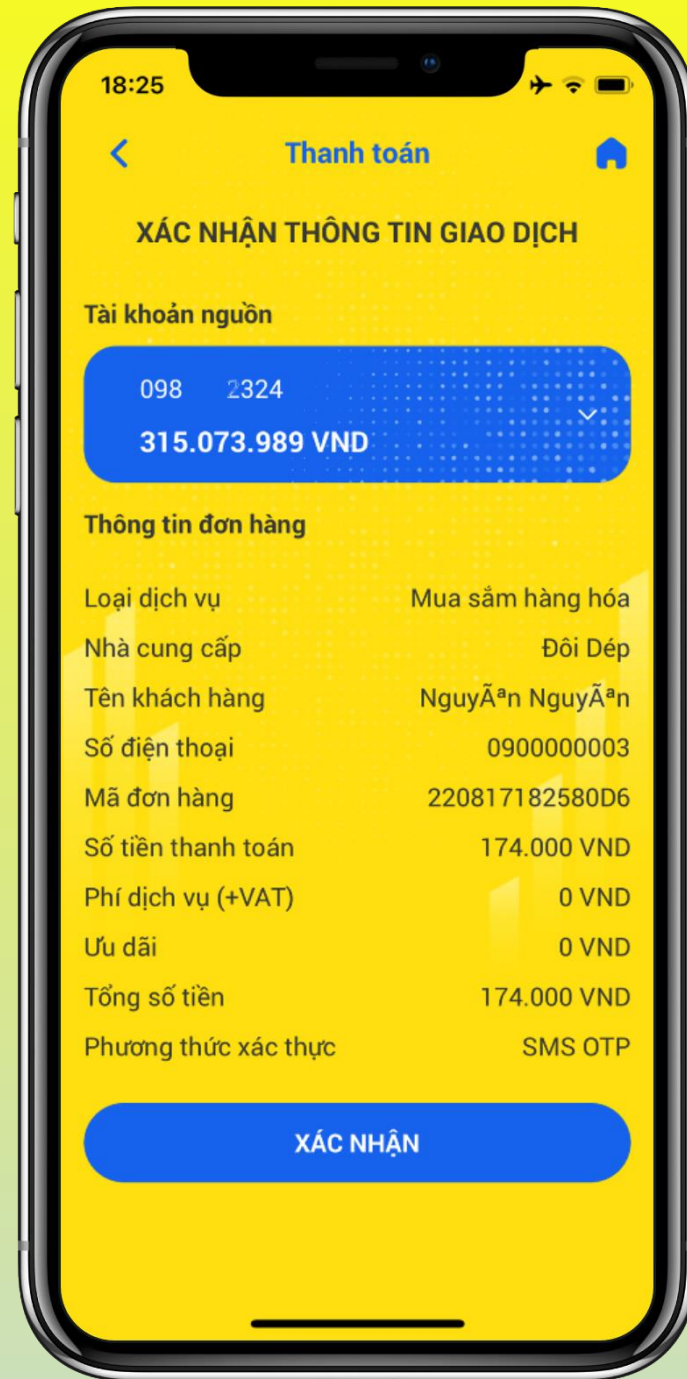 18:25
Thanh toán
XÁC NHẬN THÔNG TIN GIAO DỊCH
Tài khoản nguồn
098 2324
315.073.989 VND
Thông tin đơn hàng
Loại dịch vụ Mua sắm hàng hóa
Nhà cung cấp Đôi Dép
Tên khách hàng NguyÃªn NguyÃªn
Số điện thoại 0900000003
Mã đơn hàng 220817182580D6
Số tiền thanh toán 174.000 VND
Phí dịch vụ (+VAT) 0 VND
Ưu dãi 0 VND
Tổng số tiền 174.000 VND
Phương thức xác thực SMS OTP
XÁC NHẬN